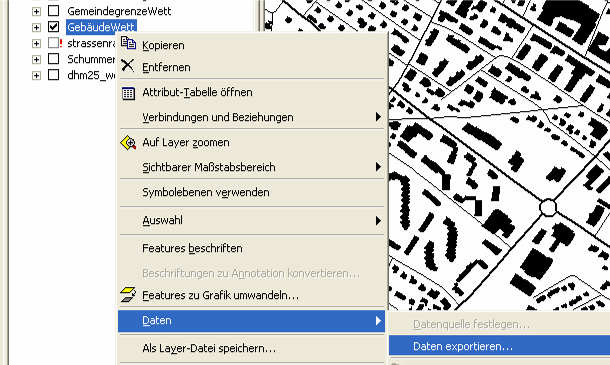 GemeindegrenzeWett
GebäudeWett
strassenra
Schummer
dhm25_we
Kopieren
Entfernen
Attribut-Tabelle öffnen
Verbindungen und Beziehungen
Auf Layer zoomen
Sichtbarer Maßstabsbereich
Symbolebenen verwenden
Auswahl
Features beschriften
Beschriftungen zu Annotation konvertieren...
Features zu Grafik umwandeln...
Daten
Datenquelle festlegen...
Daten exportieren...
Als Layer-Datei speichern...